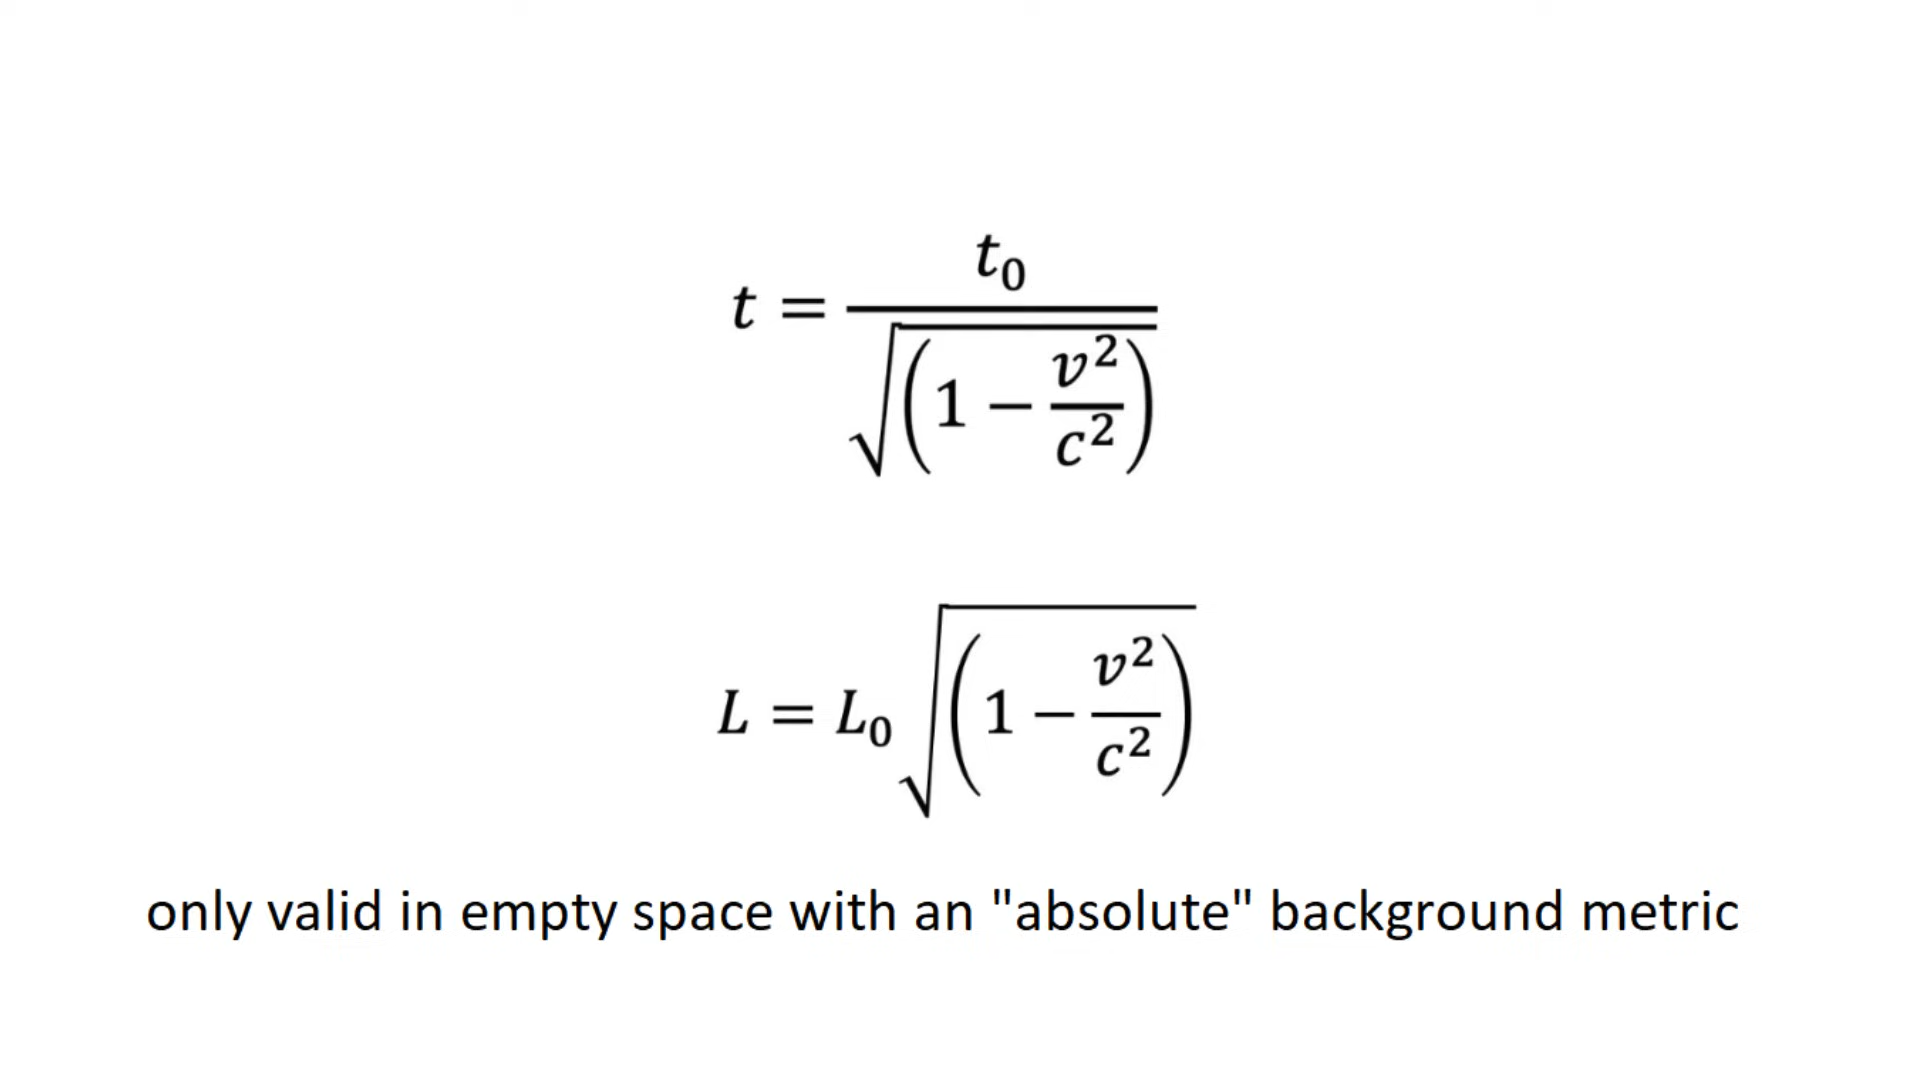 t = t₀ / √(1 − v²/c²)
L = L₀ √(1 − v²/c²)
only valid in empty space with an "absolute" background metric